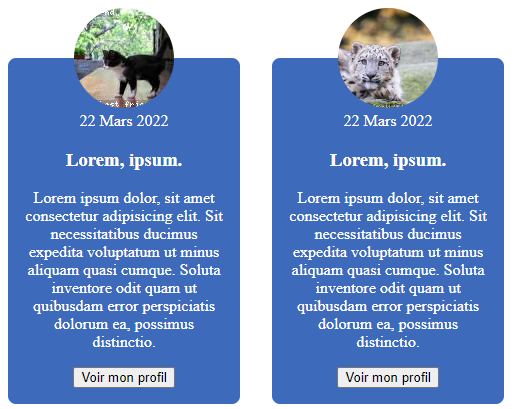 22 Mars 2022
Lorem, ipsum.
Lorem ipsum dolor, sit amet
consectetur adipisicing elit. Sit
necessitatibus ducimus
expedita voluptatum ut minus
aliquam quasi cumque. Soluta
inventore odit quam ut
quibusdam error perspiciatis
dolorum ea, possimus
distinctio.
Voir mon profil
22 Mars 2022
Lorem, ipsum.
Lorem ipsum dolor, sit amet
consectetur adipisicing elit. Sit
necessitatibus ducimus
expedita voluptatum ut minus
aliquam quasi cumque. Soluta
inventore odit quam ut
quibusdam error perspiciatis
dolorum ea, possimus
distinctio.
Voir mon profil